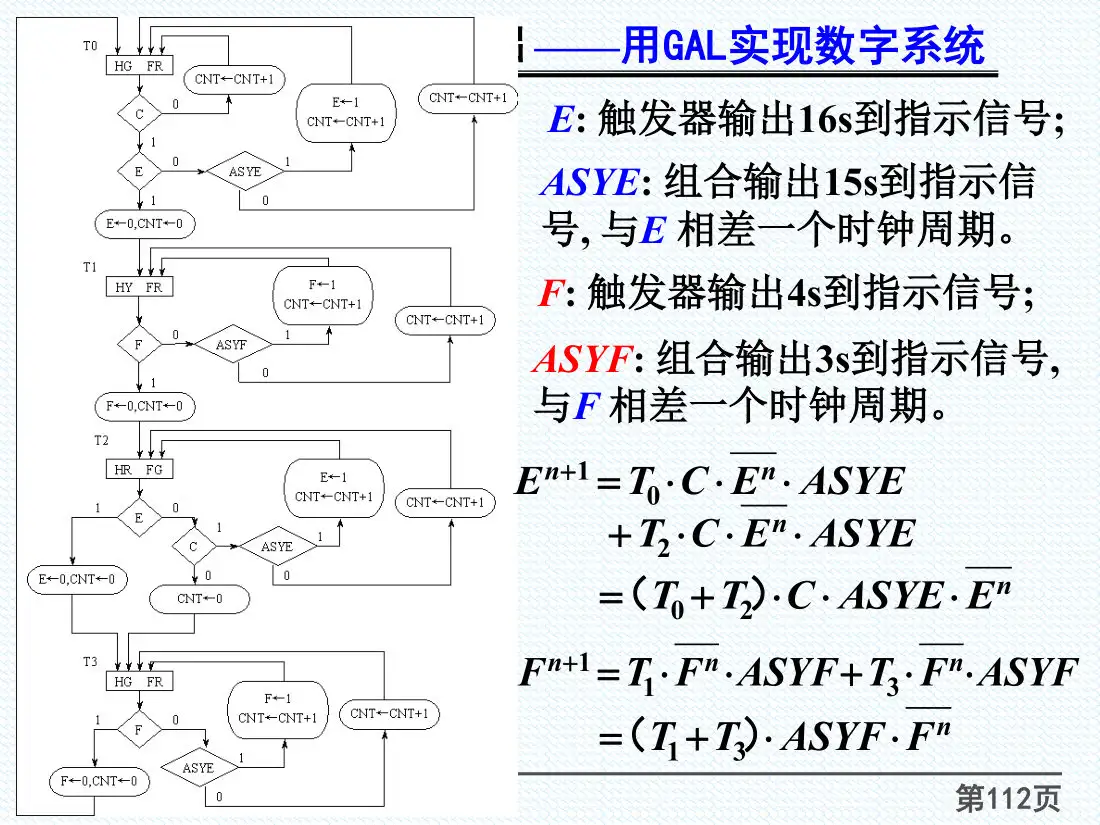 ——用GAL实现数字系统
T0
HG FR
CNT←CNT+1
C
0
1
E←1
CNT←CNT+1
CNT←CNT+1
E
0
ASYE
1
0
1
E←0,CNT←0
T1
HY FR
F←1
CNT←CNT+1
CNT←CNT+1
F
0
ASYF
1
0
1
F←0,CNT←0
T2
HR FG
E←1
CNT←CNT+1
CNT←CNT+1
1
E
0
C
1
ASYE
1
0
0
E←0,CNT←0
CNT←0
T3
HG FR
F←1
CNT←CNT+1
CNT←CNT+1
1
F
0
ASYE
1
0
F←0,CNT←0
E: 触发器输出16s到指示信号;
ASYE: 组合输出15s到指示信
号, 与E 相差一个时钟周期。
F: 触发器输出4s到指示信号;
ASYF: 组合输出3s到指示信号,
与F 相差一个时钟周期。
Eⁿ⁺¹=T₀·C·E̅ⁿ̅·ASYE
+T₂·C·E̅ⁿ̅·ASYE
=(T₀+T₂)·C·ASYE·E̅ⁿ̅
Fⁿ⁺¹=T₁·F̅ⁿ̅·ASYF+T₃·F̅ⁿ̅·ASYF
=(T₁+T₃)·ASYF·F̅ⁿ̅
第112页